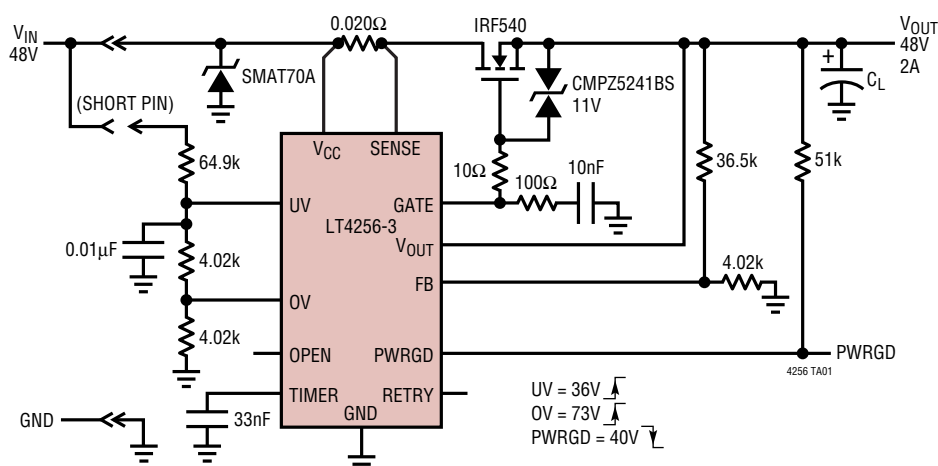 V_IN
48V
0.020Ω
IRF540
V_OUT
48V
2A
SMAT70A
CMPZ5241BS
11V
+
C_L
(SHORT PIN)
64.9k
V_CC
SENSE
10Ω
100Ω
10nF
36.5k
51k
UV
GATE
LT4256-3
V_OUT
0.01µF
4.02k
FB
4.02k
OV
4.02k
OPEN
PWRGD
PWRGD
4256 TA01
TIMER
RETRY
33nF
GND
GND
UV = 36V
OV = 73V
PWRGD = 40V